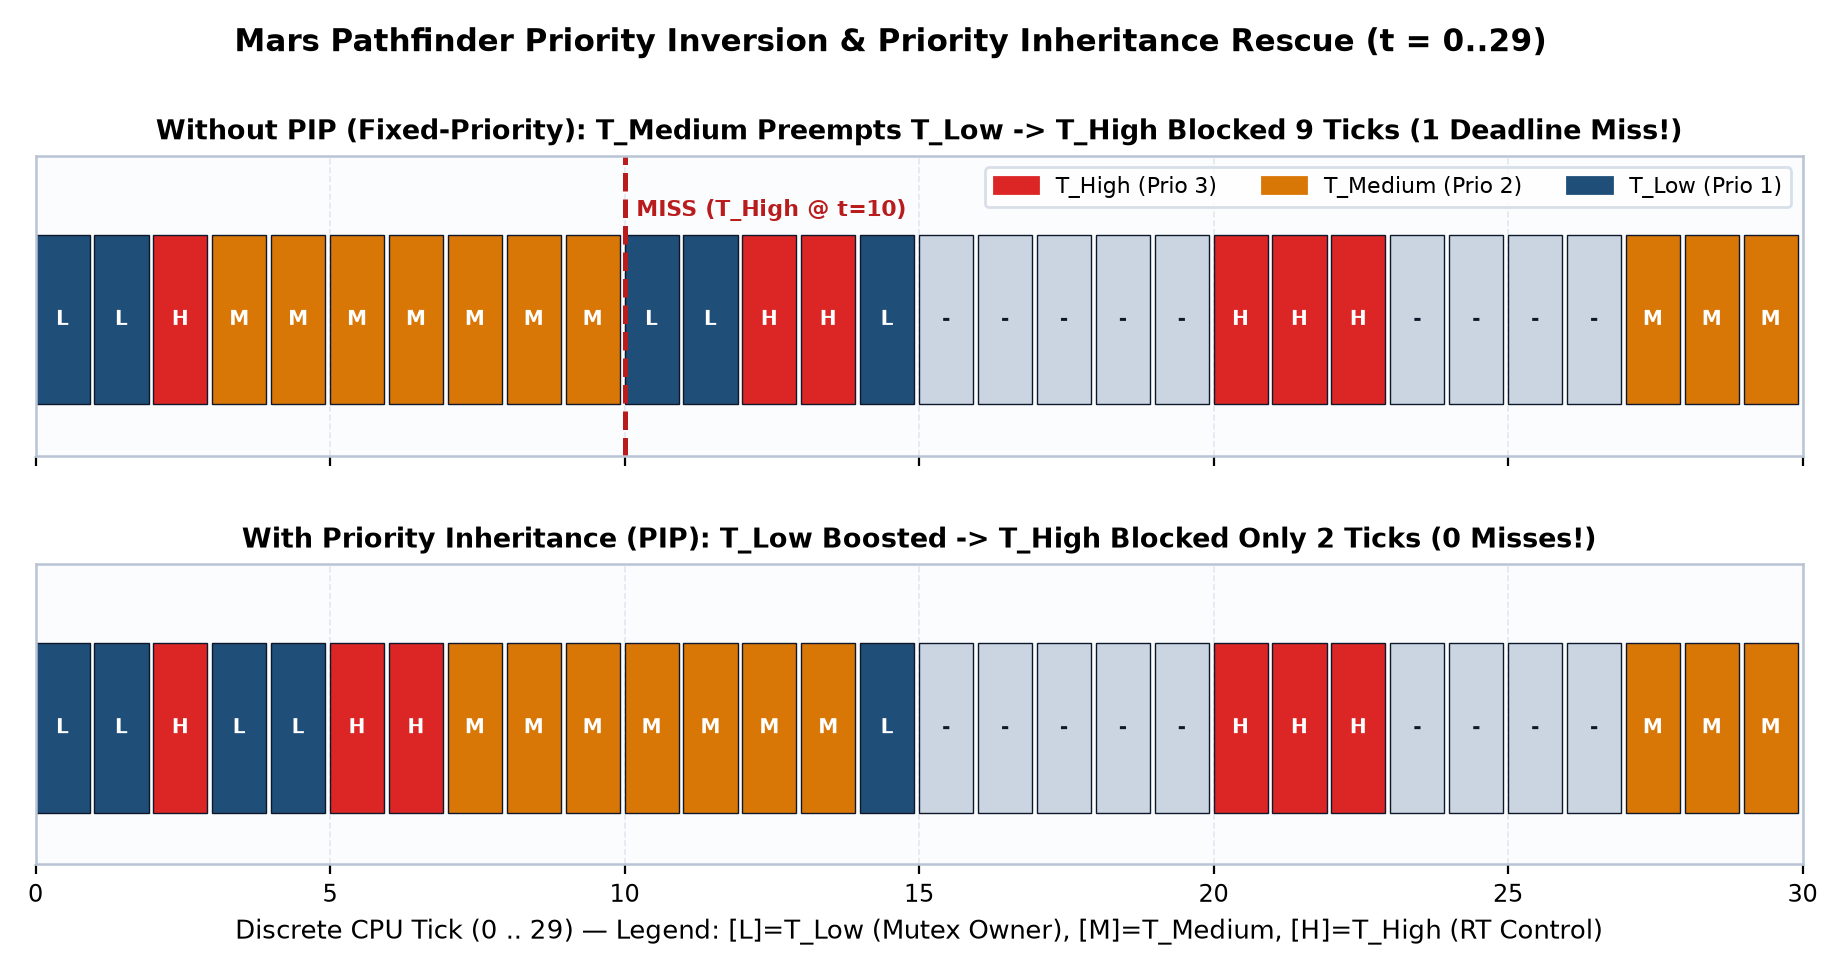 Mars Pathfinder Priority Inversion & Priority Inheritance Rescue (t = 0..29)
Without PIP (Fixed-Priority): T_Medium Preempts T_Low -> T_High Blocked 9 Ticks (1 Deadline Miss!)
T_High (Prio 3) T_Medium (Prio 2) T_Low (Prio 1)
MISS (T_High @ t=10)
L L H M M M M M M M L L H H L - - - - - H H H - - - - M M M
With Priority Inheritance (PIP): T_Low Boosted -> T_High Blocked Only 2 Ticks (0 Misses!)
L L H L L H H M M M M M M M L - - - - - H H H - - - - M M M
0 5 10 15 20 25 30
Discrete CPU Tick (0 .. 29) — Legend: [L]=T_Low (Mutex Owner), [M]=T_Medium, [H]=T_High (RT Control)